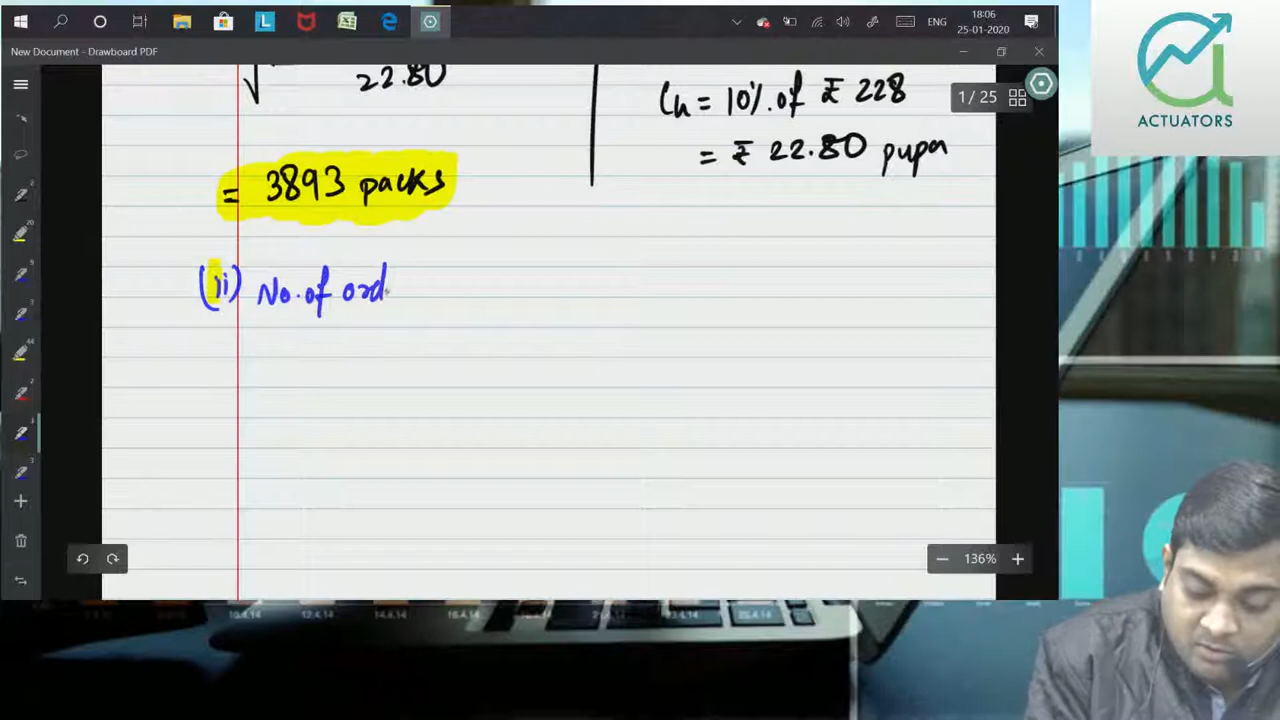 18:06
ENG
25-01-2020
New Document - Drawboard PDF
22.80
Ch = 10% of ₹ 228
1 / 25
= ₹ 22.80
= 3893 packs
(ii) No. of ord
136%
ACTUATORS